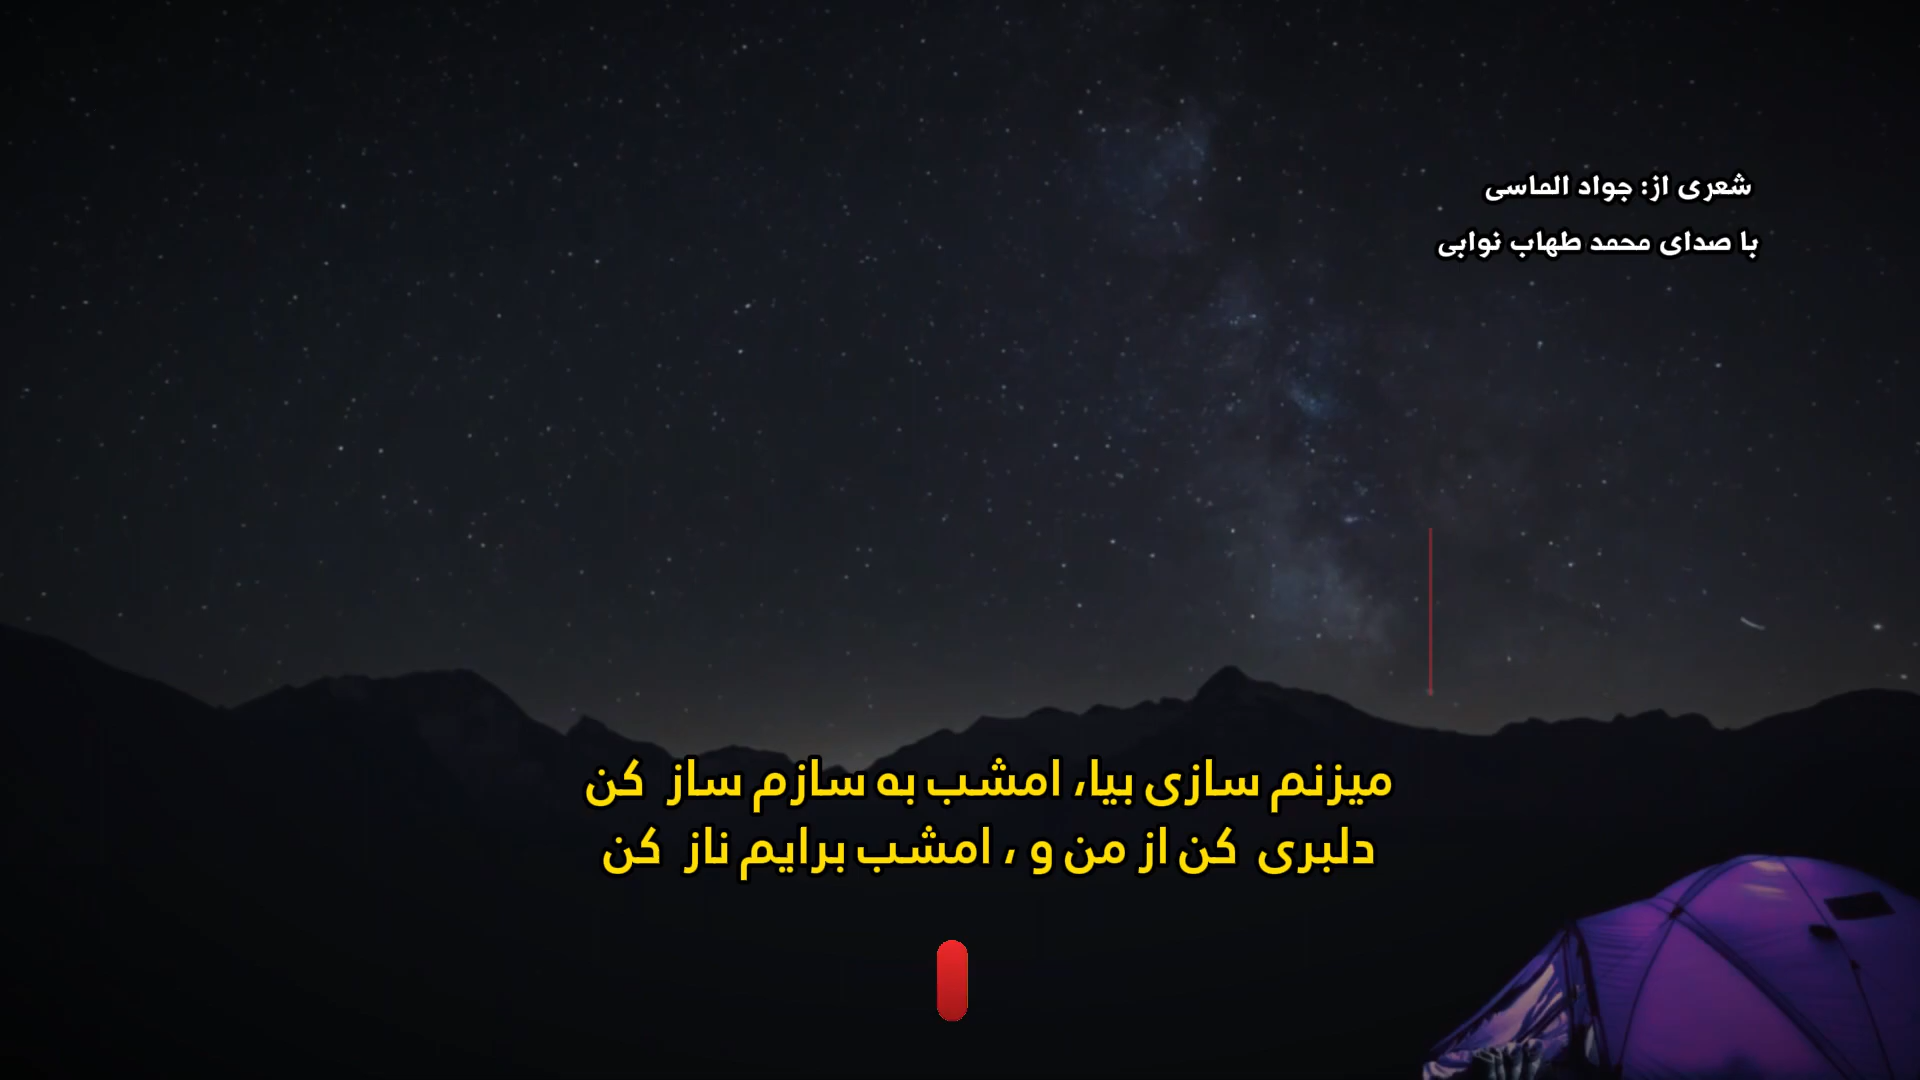 شعری از: جواد الماسی
با صدای محمد طهاب نوابی
میزنم سازی بیا، امشب به سازم ساز کن
دلبری کن از من و ، امشب برایم ناز کن